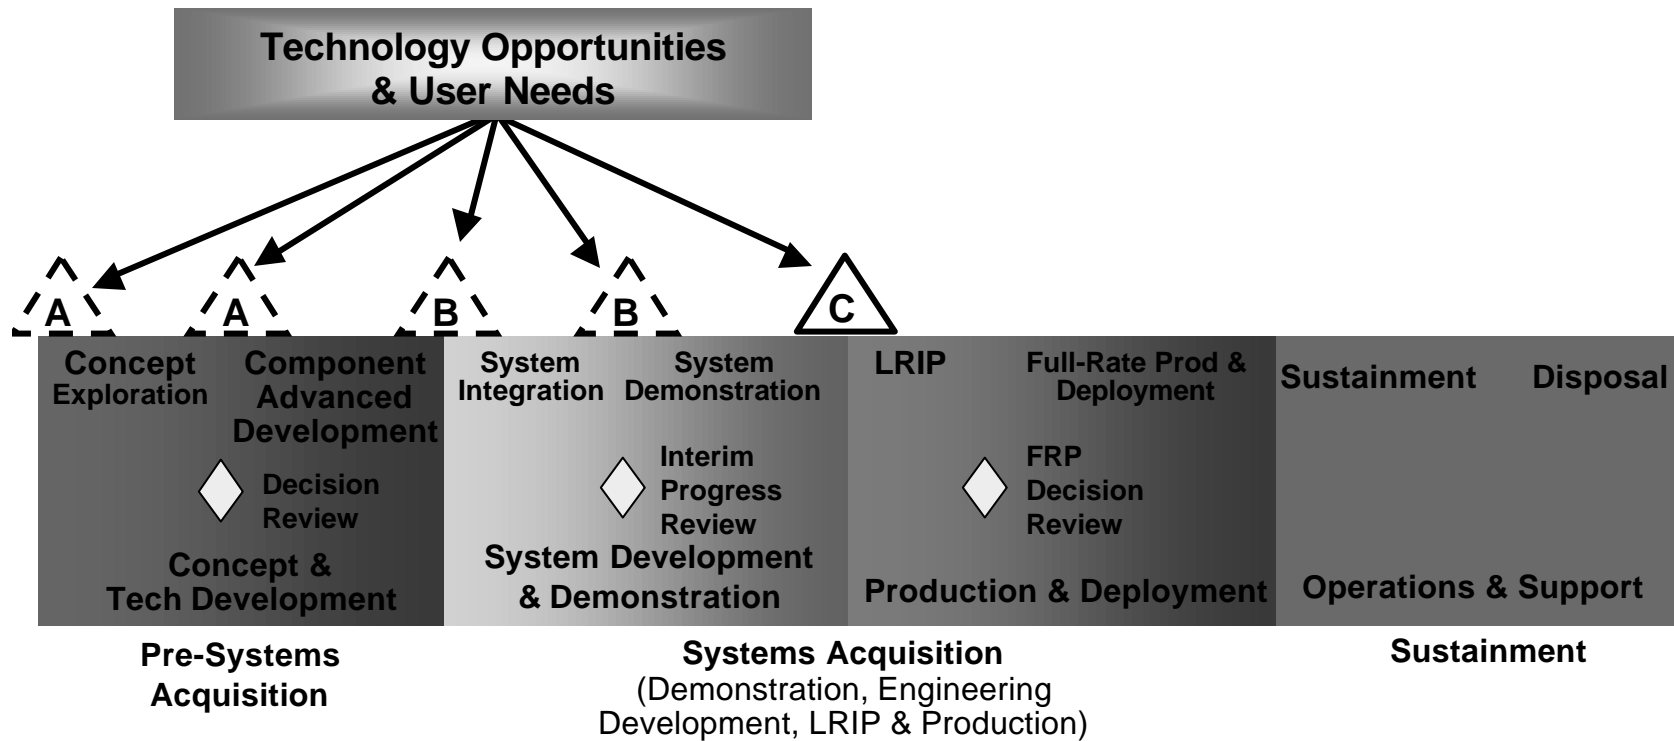 Technology Opportunities
& User Needs
A
A
B
B
C
Concept
Exploration
Component
Advanced
Development
System
Integration
System
Demonstration
LRIP
Full-Rate Prod &
Deployment
Sustainment
Disposal
Decision
Review
Interim
Progress
Review
FRP
Decision
Review
Concept &
Tech Development
System Development
& Demonstration
Production & Deployment
Operations & Support
Pre-Systems
Acquisition
Systems Acquisition
(Demonstration, Engineering
Development, LRIP & Production)
Sustainment